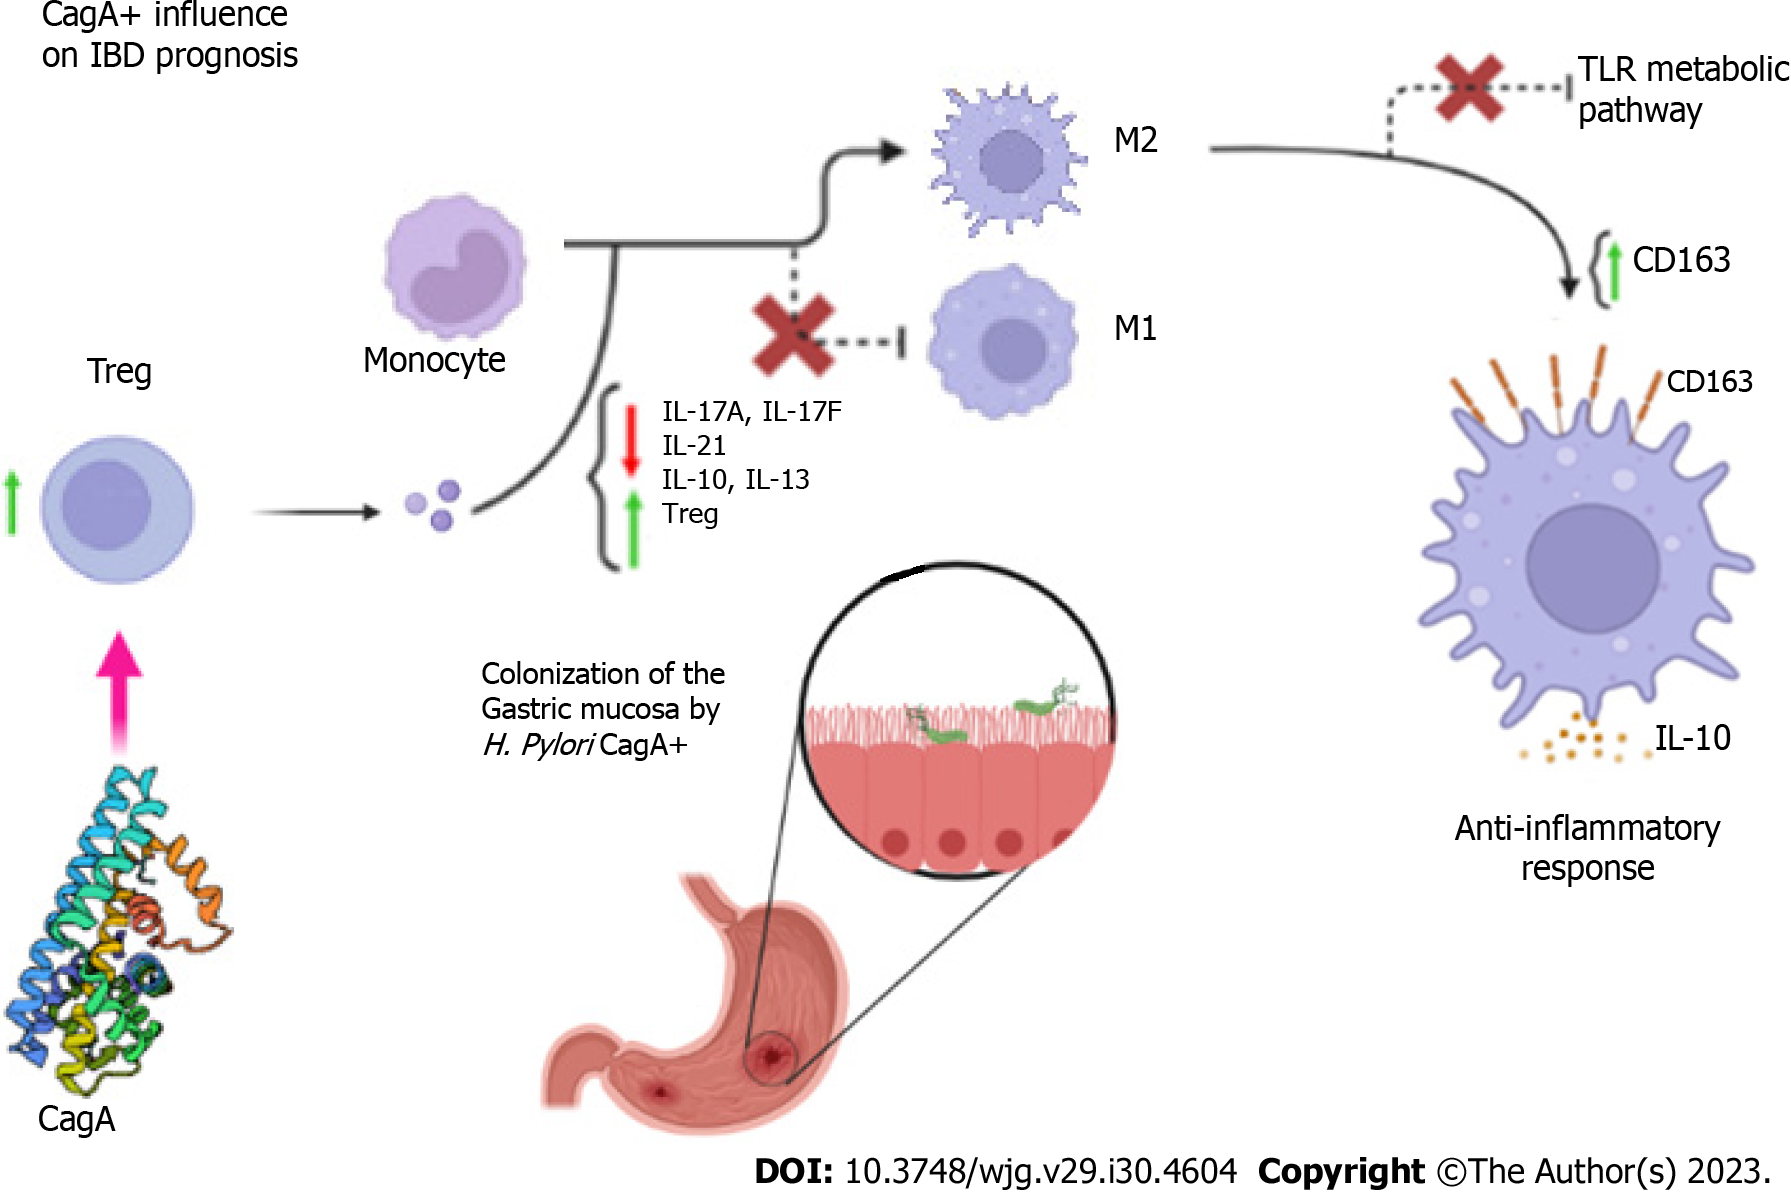 CagA+ influence
on IBD prognosis
TLR metabolic
pathway
M2
CD163
M1
Monocyte
Treg
CD163
IL-17A, IL-17F
IL-21
IL-10, IL-13
Treg
Colonization of the
Gastric mucosa by
H. Pylori CagA+
IL-10
Anti-inflammatory
response
CagA
DOI: 10.3748/wjg.v29.i30.4604 Copyright ©The Author(s) 2023.